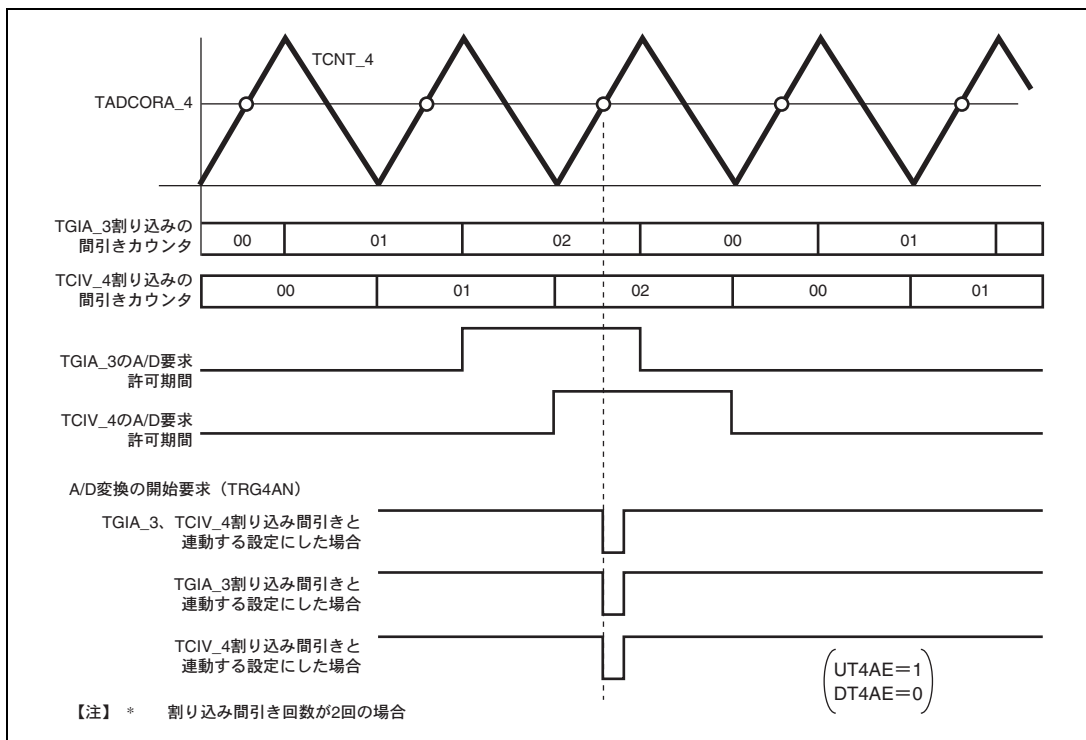 TCNT_4
TADCORA_4
TGIA_3割り込みの
間引きカウンタ
00
01
02
00
01
TCIV_4割り込みの
間引きカウンタ
00
01
02
00
01
TGIA_3のA/D要求
許可期間
TCIV_4のA/D要求
許可期間
A/D変換の開始要求（TRG4AN）
TGIA_3、TCIV_4割り込み間引きと
連動する設定にした場合
TGIA_3割り込み間引きと
連動する設定にした場合
TCIV_4割り込み間引きと
連動する設定にした場合
UT4AE＝1
DT4AE＝0
【注】 * 割り込み間引き回数が2回の場合